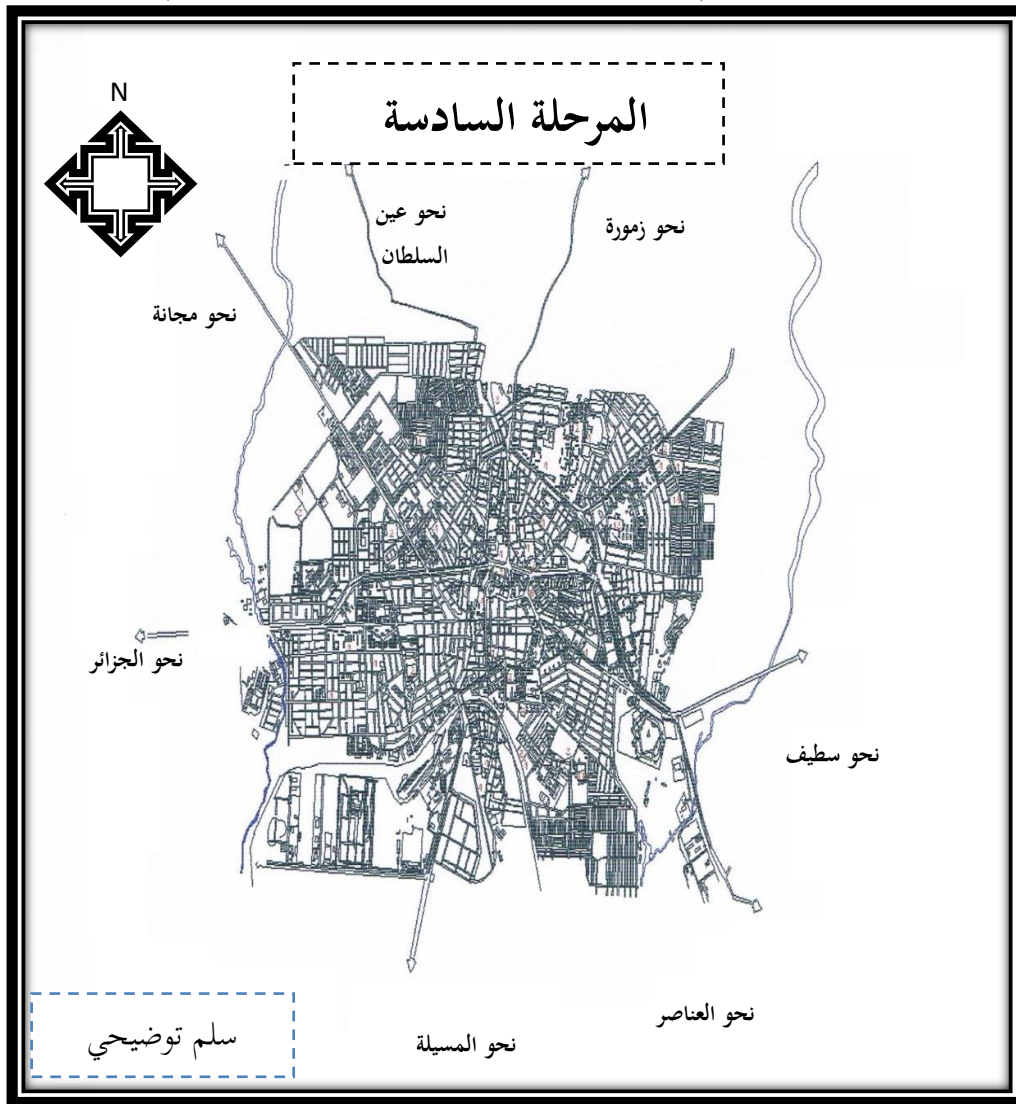 المرحلة السادسة
N
نحو عين
السلطان
نحو زمورة
نحو مجانة
نحو الجزائر
نحو سطيف
نحو العناصر
نحو المسيلة
سلم توضيحي